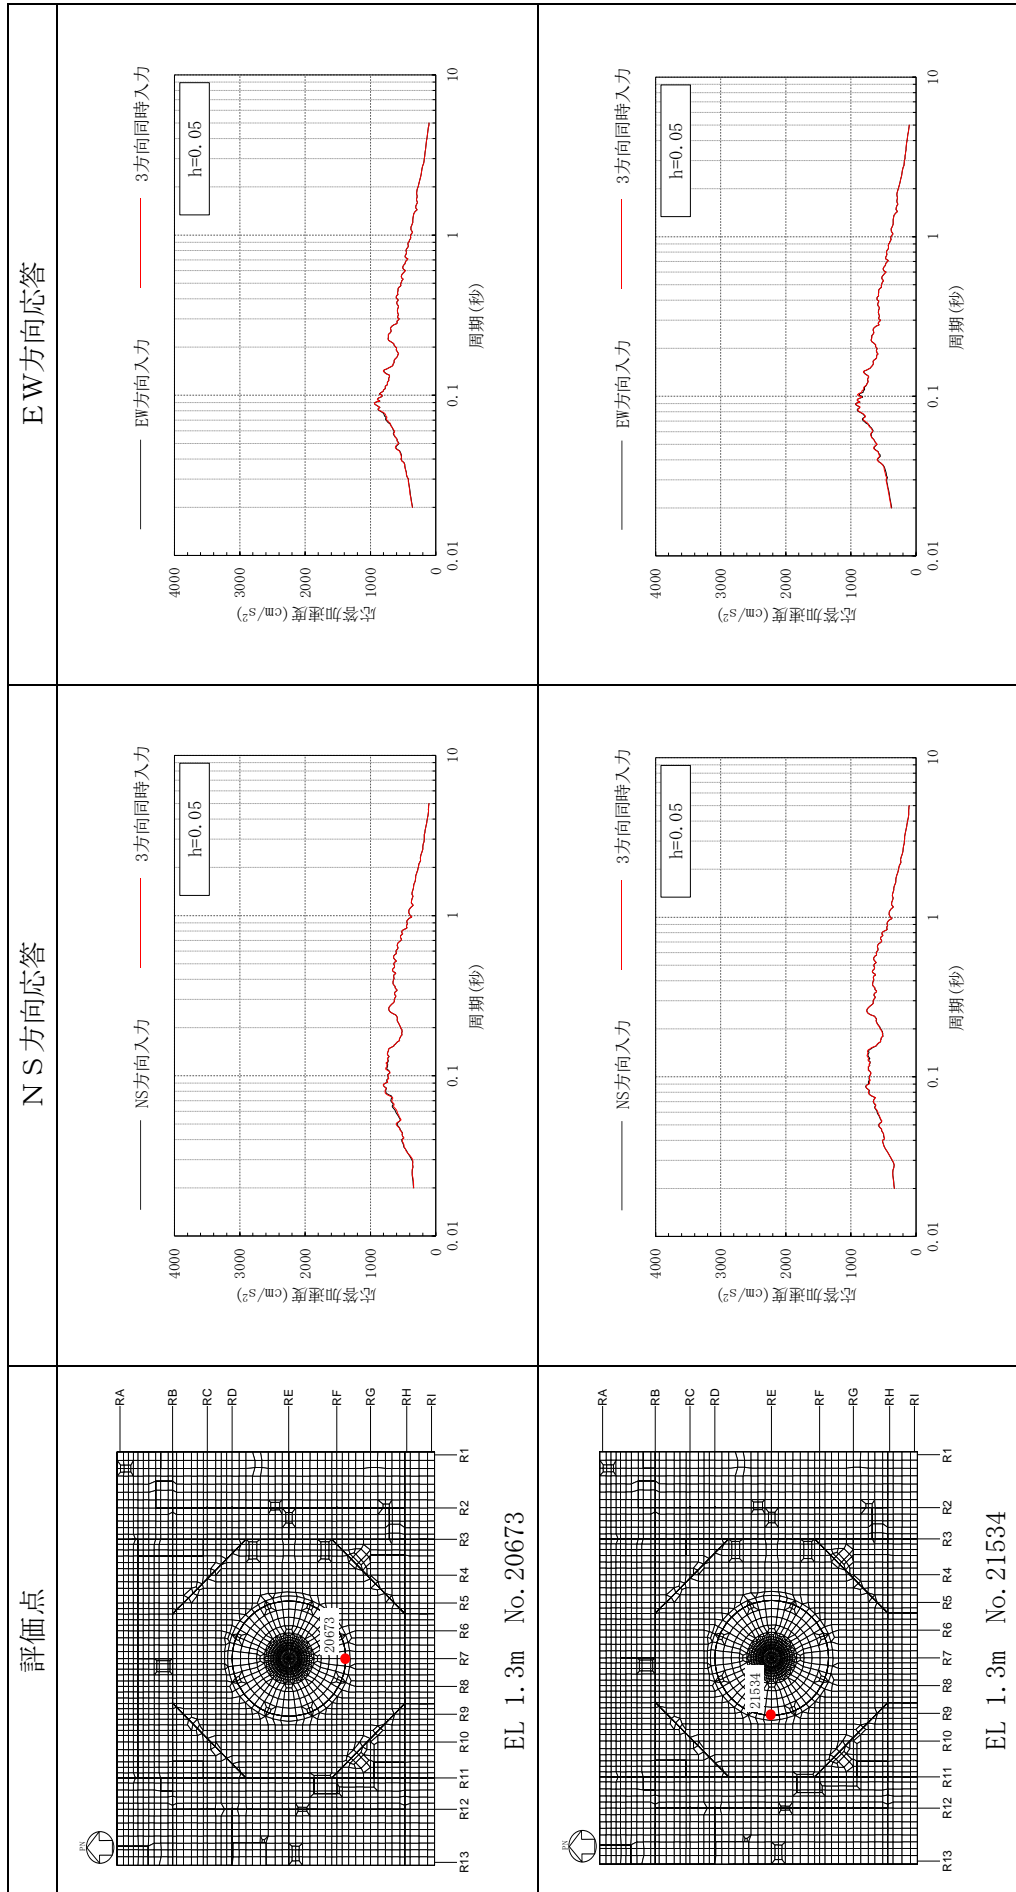 評価点
NS方向応答
EW方向応答
PN
RA
RB
RC
RD
RE
RF
RG
RH
RI
R13
R12
R11
R10
R9
R8
R7
R6
R5
R4
R3
R2
R1
20673
EL 1.3m No.20673
NS方向入力
3方向同時入力
h=0.05
応答加速度(cm/s²)
4000
3000
2000
1000
0
0.01
0.1
1
10
周期(秒)
EW方向入力
3方向同時入力
h=0.05
応答加速度(cm/s²)
4000
3000
2000
1000
0
0.01
0.1
1
10
周期(秒)
PN
RA
RB
RC
RD
RE
RF
RG
RH
RI
R13
R12
R11
R10
R9
R8
R7
R6
R5
R4
R3
R2
R1
21534
EL 1.3m No.21534
NS方向入力
3方向同時入力
h=0.05
応答加速度(cm/s²)
4000
3000
2000
1000
0
0.01
0.1
1
10
周期(秒)
EW方向入力
3方向同時入力
h=0.05
応答加速度(cm/s²)
4000
3000
2000
1000
0
0.01
0.1
1
10
周期(秒)